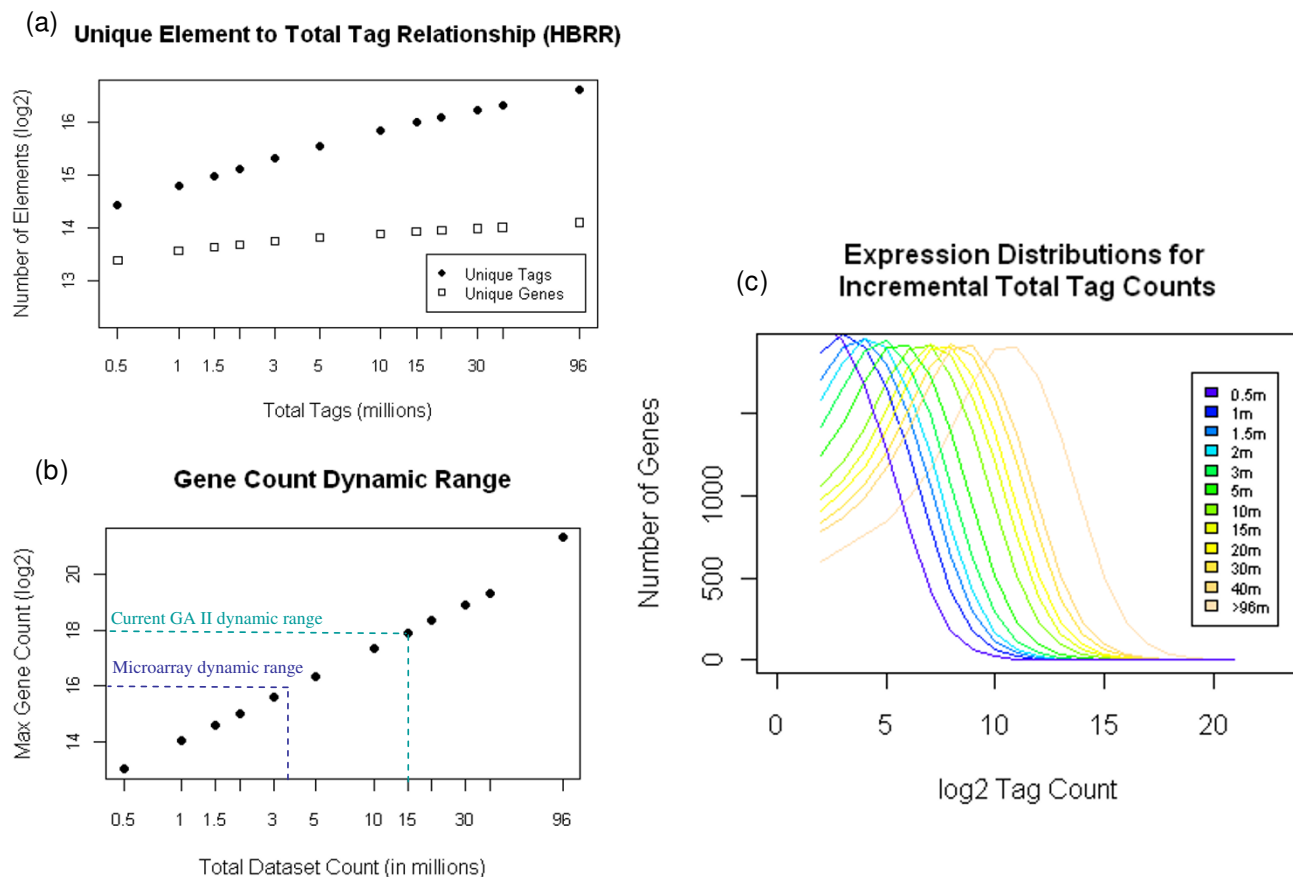 (a) Unique Element to Total Tag Relationship (HBRR)
Number of Elements (log2)
16
15
14
13
Unique Tags
Unique Genes
0.5 1 1.5 3 5 10 15 30 96
Total Tags (millions)
(b)
Gene Count Dynamic Range
Max Gene Count (log2)
20
18
16
14
Current GA II dynamic range
Microarray dynamic range
0.5 1 1.5 3 5 10 15 30 96
Total Dataset Count (in millions)
(c)
Expression Distributions for
Incremental Total Tag Counts
Number of Genes
1000
500
0
0.5m
1m
1.5m
2m
3m
5m
10m
15m
20m
30m
40m
>96m
0 5 10 15 20
log2 Tag Count